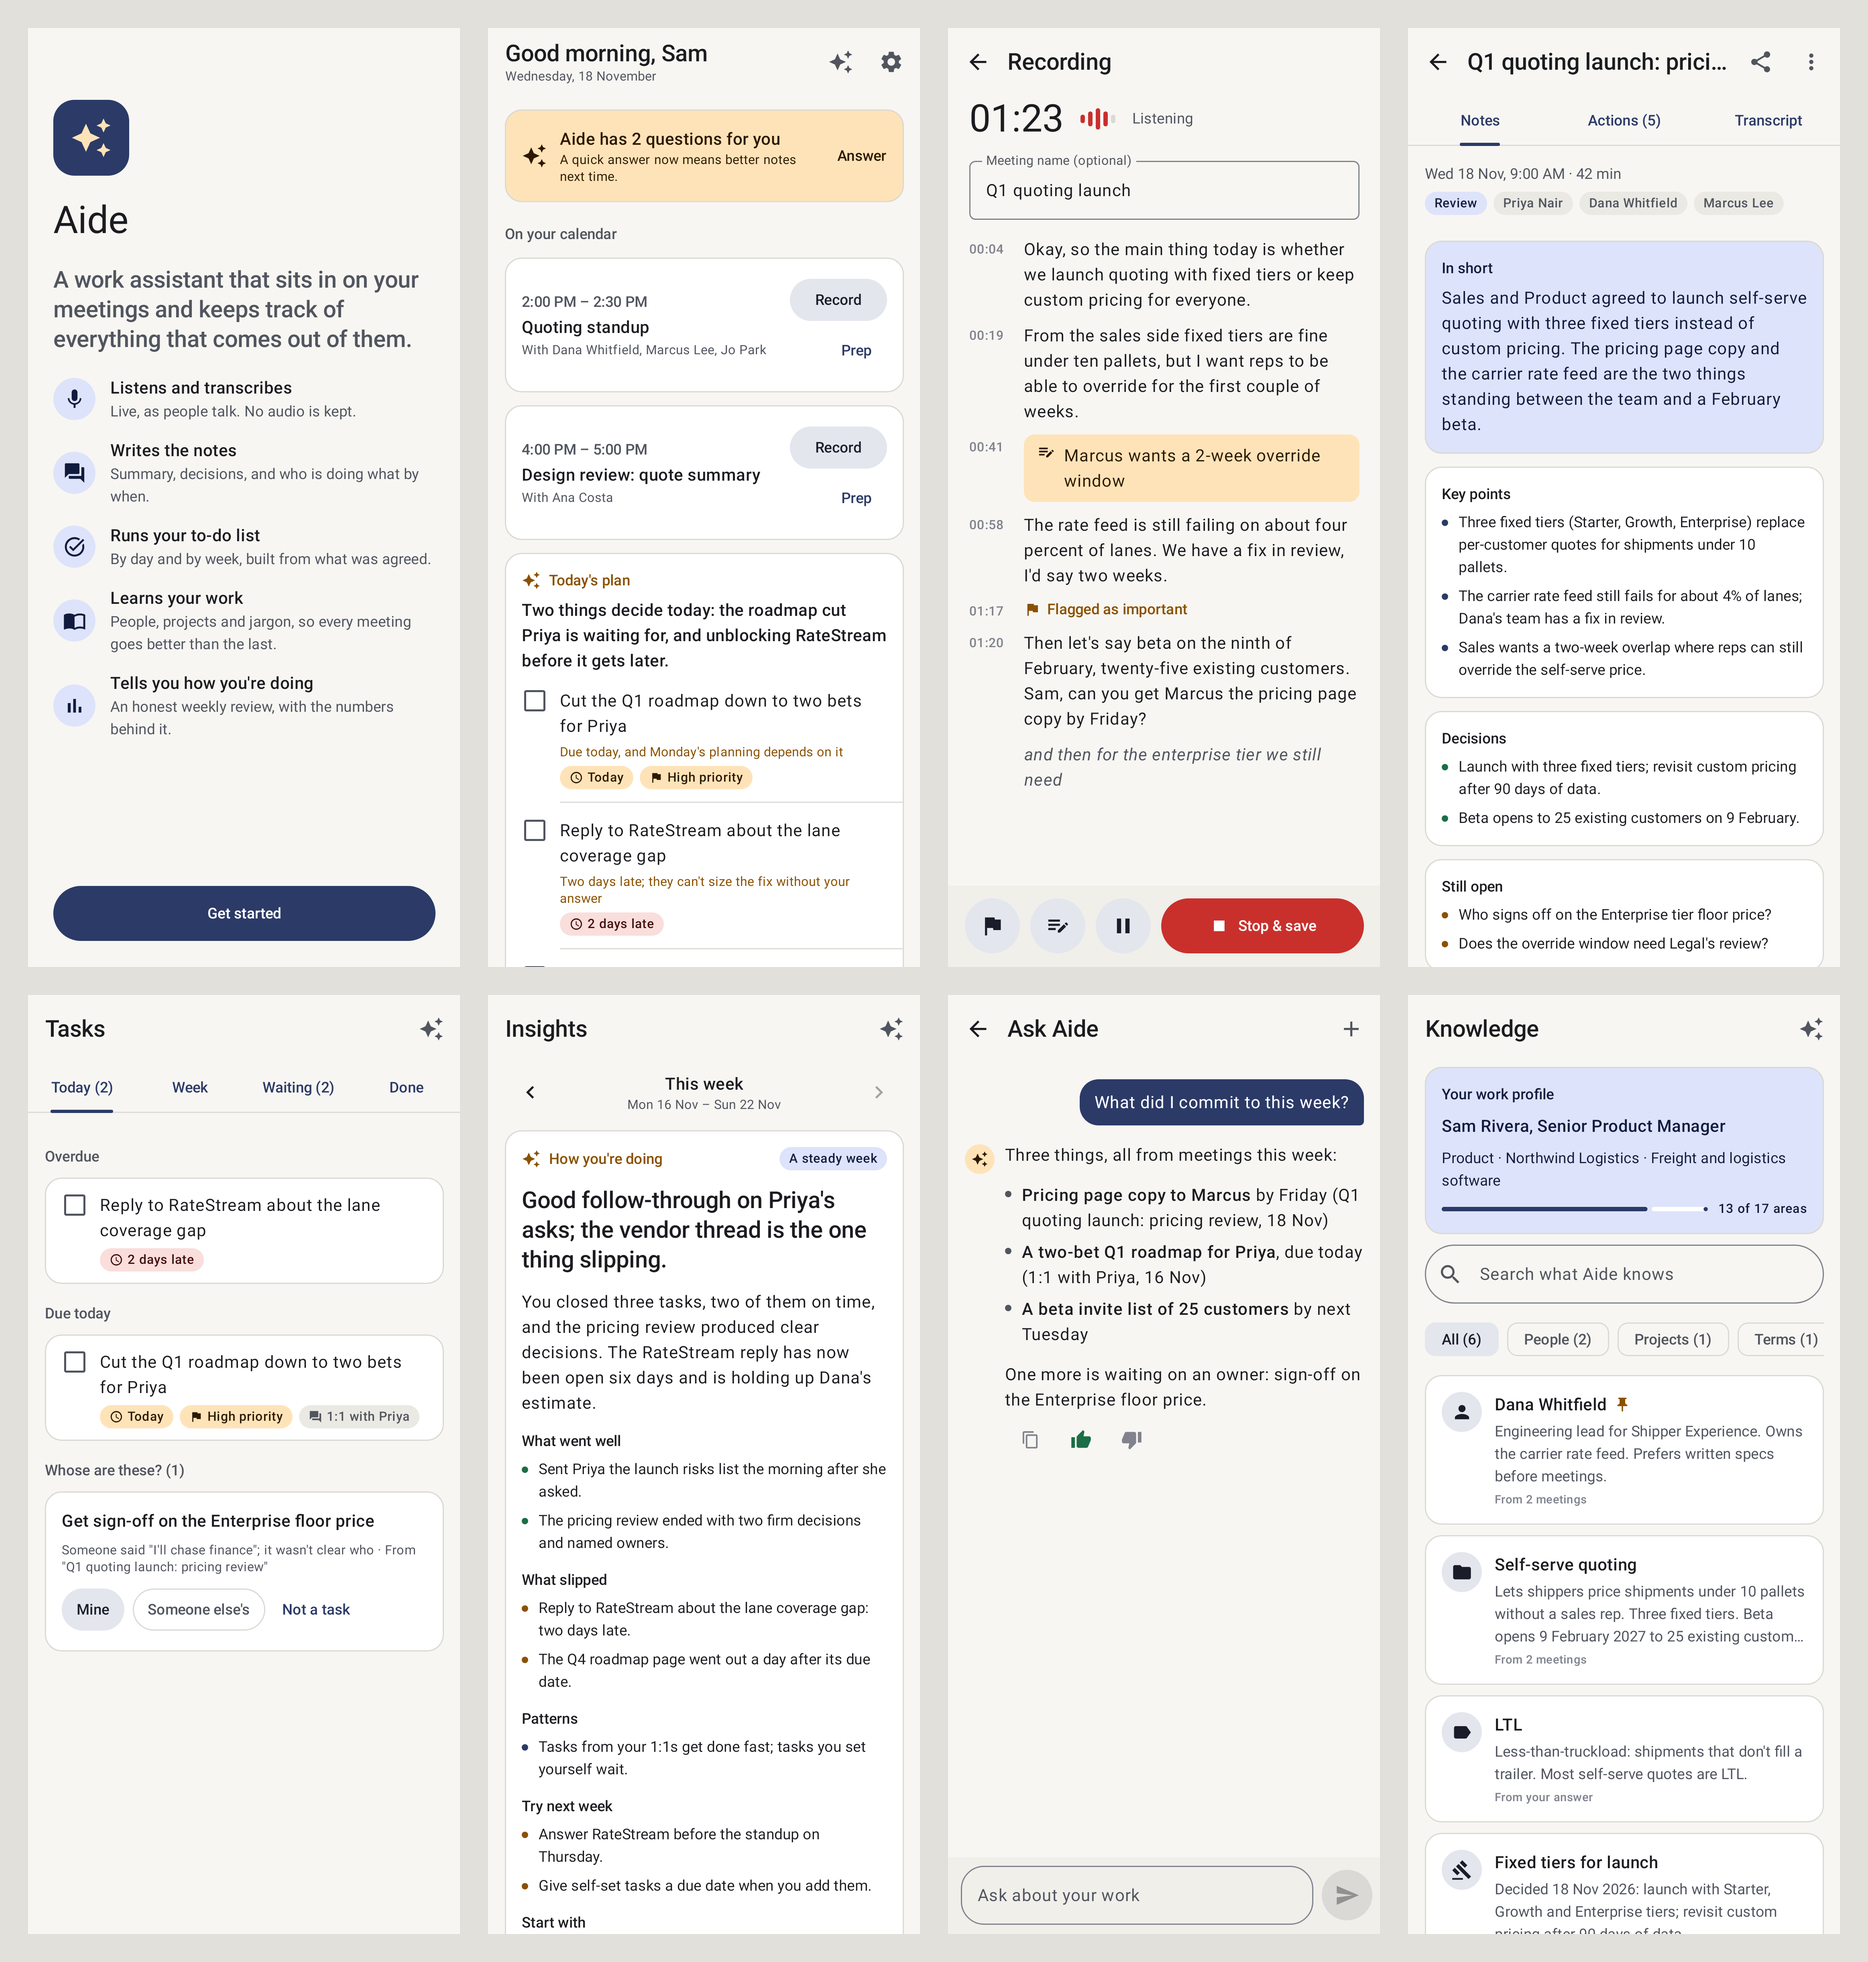 Aide
A work assistant that sits in on your
meetings and keeps track of
everything that comes out of them.
Listens and transcribes
Live, as people talk. No audio is kept.
Writes the notes
Summary, decisions, and who is doing what by
when.
Runs your to-do list
By day and by week, built from what was agreed.
Learns your work
People, projects and jargon, so every meeting
goes better than the last.
Tells you how you're doing
An honest weekly review, with the numbers
behind it.
Get started
Good morning, Sam
Wednesday, 18 November
Aide has 2 questions for you
A quick answer now means better notes
next time.
Answer
On your calendar
2:00 PM – 2:30 PM
Quoting standup
With Dana Whitfield, Marcus Lee, Jo Park
Record
Prep
4:00 PM – 5:00 PM
Design review: quote summary
With Ana Costa
Record
Prep
Today's plan
Two things decide today: the roadmap cut
Priya is waiting for, and unblocking RateStream
before it gets later.
Cut the Q1 roadmap down to two bets
for Priya
Due today, and Monday's planning depends on it
Today High priority
Reply to RateStream about the lane
coverage gap
Two days late; they can't size the fix without your
answer
2 days late
Recording
01:23 Listening
Meeting name (optional)
Q1 quoting launch
00:04 Okay, so the main thing today is whether
we launch quoting with fixed tiers or keep
custom pricing for everyone.
00:19 From the sales side fixed tiers are fine
under ten pallets, but I want reps to be
able to override for the first couple of
weeks.
00:41 Marcus wants a 2-week override
window
00:58 The rate feed is still failing on about four
percent of lanes. We have a fix in review,
I'd say two weeks.
01:17 Flagged as important
01:20 Then let's say beta on the ninth of
February, twenty-five existing customers.
Sam, can you get Marcus the pricing page
copy by Friday?
and then for the enterprise tier we still
need
Stop & save
Q1 quoting launch: prici...
Notes Actions (5) Transcript
Wed 18 Nov, 9:00 AM · 42 min
Review Priya Nair Dana Whitfield Marcus Lee
In short
Sales and Product agreed to launch self-serve
quoting with three fixed tiers instead of
custom pricing. The pricing page copy and
the carrier rate feed are the two things
standing between the team and a February
beta.
Key points
Three fixed tiers (Starter, Growth, Enterprise) replace
per-customer quotes for shipments under 10
pallets.
The carrier rate feed still fails for about 4% of lanes;
Dana's team has a fix in review.
Sales wants a two-week overlap where reps can still
override the self-serve price.
Decisions
Launch with three fixed tiers; revisit custom pricing
after 90 days of data.
Beta opens to 25 existing customers on 9 February.
Still open
Who signs off on the Enterprise tier floor price?
Does the override window need Legal's review?
Tasks
Today (2) Week Waiting (2) Done
Overdue
Reply to RateStream about the lane
coverage gap
2 days late
Due today
Cut the Q1 roadmap down to two bets
for Priya
Today High priority 1:1 with Priya
Whose are these? (1)
Get sign-off on the Enterprise floor price
Someone said "I'll chase finance"; it wasn't clear who · From
"Q1 quoting launch: pricing review"
Mine Someone else's Not a task
Insights
This week
Mon 16 Nov – Sun 22 Nov
How you're doing A steady week
Good follow-through on Priya's
asks; the vendor thread is the one
thing slipping.
You closed three tasks, two of them on time,
and the pricing review produced clear
decisions. The RateStream reply has now
been open six days and is holding up Dana's
estimate.
What went well
Sent Priya the launch risks list the morning after she
asked.
The pricing review ended with two firm decisions
and named owners.
What slipped
Reply to RateStream about the lane coverage gap:
two days late.
The Q4 roadmap page went out a day after its due
date.
Patterns
Tasks from your 1:1s get done fast; tasks you set
yourself wait.
Try next week
Answer RateStream before the standup on
Thursday.
Give self-set tasks a due date when you add them.
Start with
Ask Aide
What did I commit to this week?
Three things, all from meetings this week:
Pricing page copy to Marcus by Friday (Q1
quoting launch: pricing review, 18 Nov)
A two-bet Q1 roadmap for Priya, due today
(1:1 with Priya, 16 Nov)
A beta invite list of 25 customers by next
Tuesday
One more is waiting on an owner: sign-off on
the Enterprise floor price.
Ask about your work
Knowledge
Your work profile
Sam Rivera, Senior Product Manager
Product · Northwind Logistics · Freight and logistics
software
13 of 17 areas
Search what Aide knows
All (6) People (2) Projects (1) Terms (1)
Dana Whitfield
Engineering lead for Shipper Experience. Owns
the carrier rate feed. Prefers written specs
before meetings.
From 2 meetings
Self-serve quoting
Lets shippers price shipments under 10 pallets
without a sales rep. Three fixed tiers. Beta
opens 9 February 2027 to 25 existing custom...
From 2 meetings
LTL
Less-than-truckload: shipments that don't fill a
trailer. Most self-serve quotes are LTL.
From your answer
Fixed tiers for launch
Decided 18 Nov 2026: launch with Starter,
Growth and Enterprise tiers; revisit custom
pricing after 90 days of data